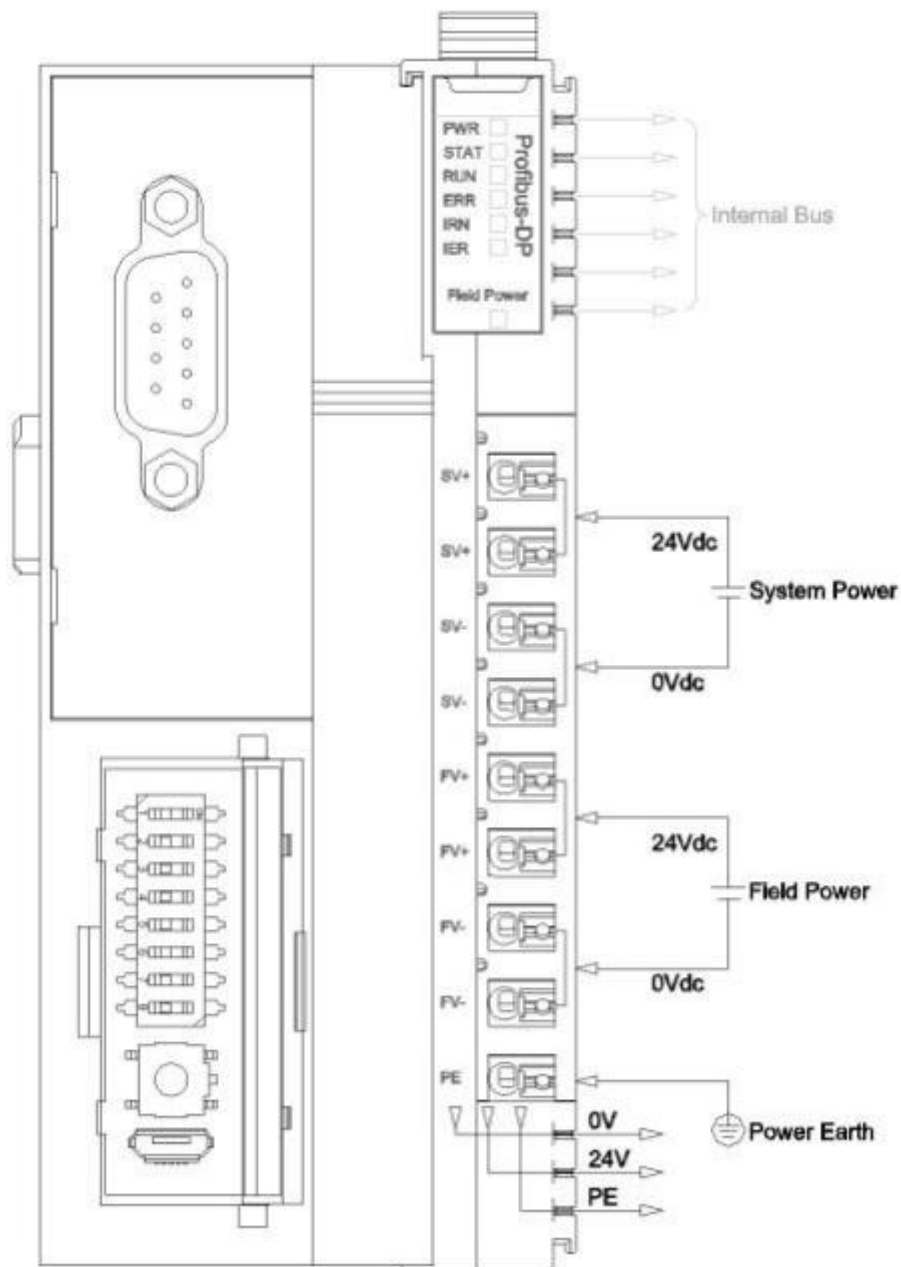 PWR
STAT
RUN
ERR
IRN
IER
Profibus-DP
Field Power
Internal Bus
SV+
SV+
SV-
SV-
FV+
FV+
FV-
FV-
PE
24Vdc
System Power
0Vdc
24Vdc
Field Power
0Vdc
Power Earth
0V
24V
PE